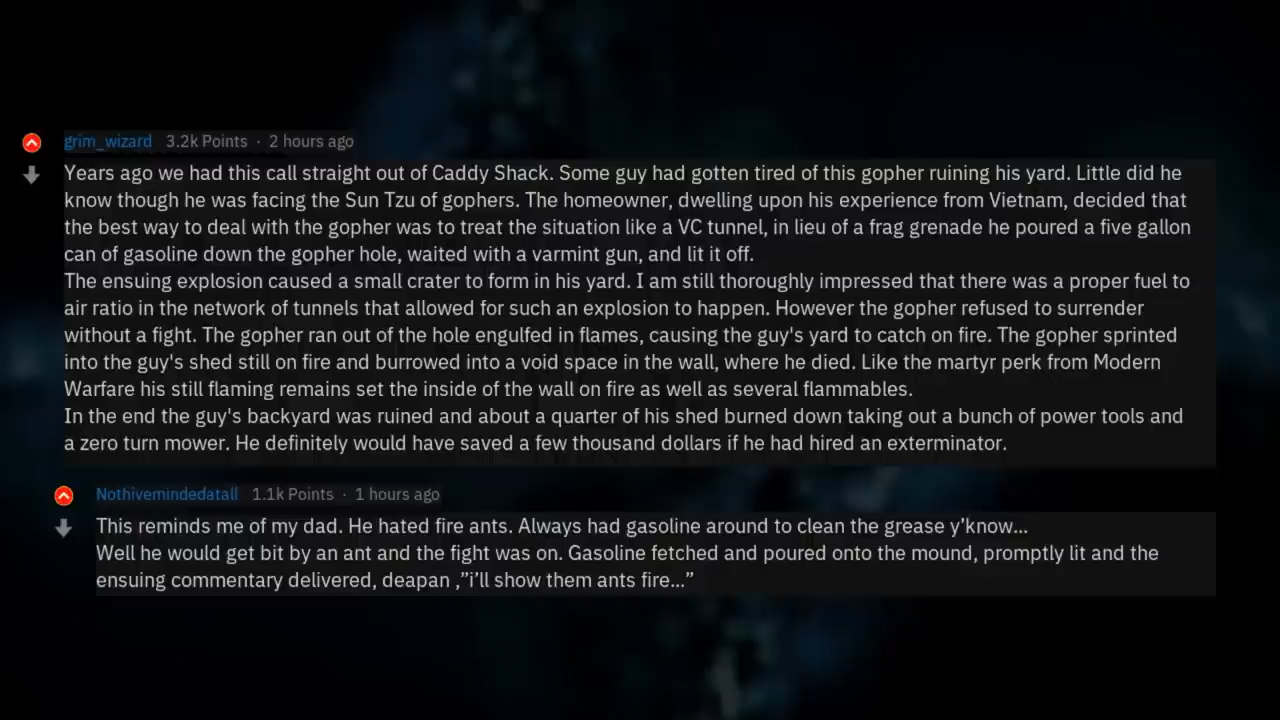 grim_wizard 3.2k Points · 2 hours ago
Years ago we had this call straight out of Caddy Shack. Some guy had gotten tired of this gopher ruining his yard. Little did he
know though he was facing the Sun Tzu of gophers. The homeowner, dwelling upon his experience from Vietnam, decided that
the best way to deal with the gopher was to treat the situation like a VC tunnel, in lieu of a frag grenade he poured a five gallon
can of gasoline down the gopher hole, waited with a varmint gun, and lit it off.
The ensuing explosion caused a small crater to form in his yard. I am still thoroughly impressed that there was a proper fuel to
air ratio in the network of tunnels that allowed for such an explosion to happen. However the gopher refused to surrender
without a fight. The gopher ran out of the hole engulfed in flames, causing the guy's yard to catch on fire. The gopher sprinted
into the guy's shed still on fire and burrowed into a void space in the wall, where he died. Like the martyr perk from Modern
Warfare his still flaming remains set the inside of the wall on fire as well as several flammables.
In the end the guy's backyard was ruined and about a quarter of his shed burned down taking out a bunch of power tools and
a zero turn mower. He definitely would have saved a few thousand dollars if he had hired an exterminator.
Nothivemindedatall 1.1k Points · 1 hours ago
This reminds me of my dad. He hated fire ants. Always had gasoline around to clean the grease y’know...
Well he would get bit by an ant and the fight was on. Gasoline fetched and poured onto the mound, promptly lit and the
ensuing commentary delivered, deapan ,”i’ll show them ants fire...”